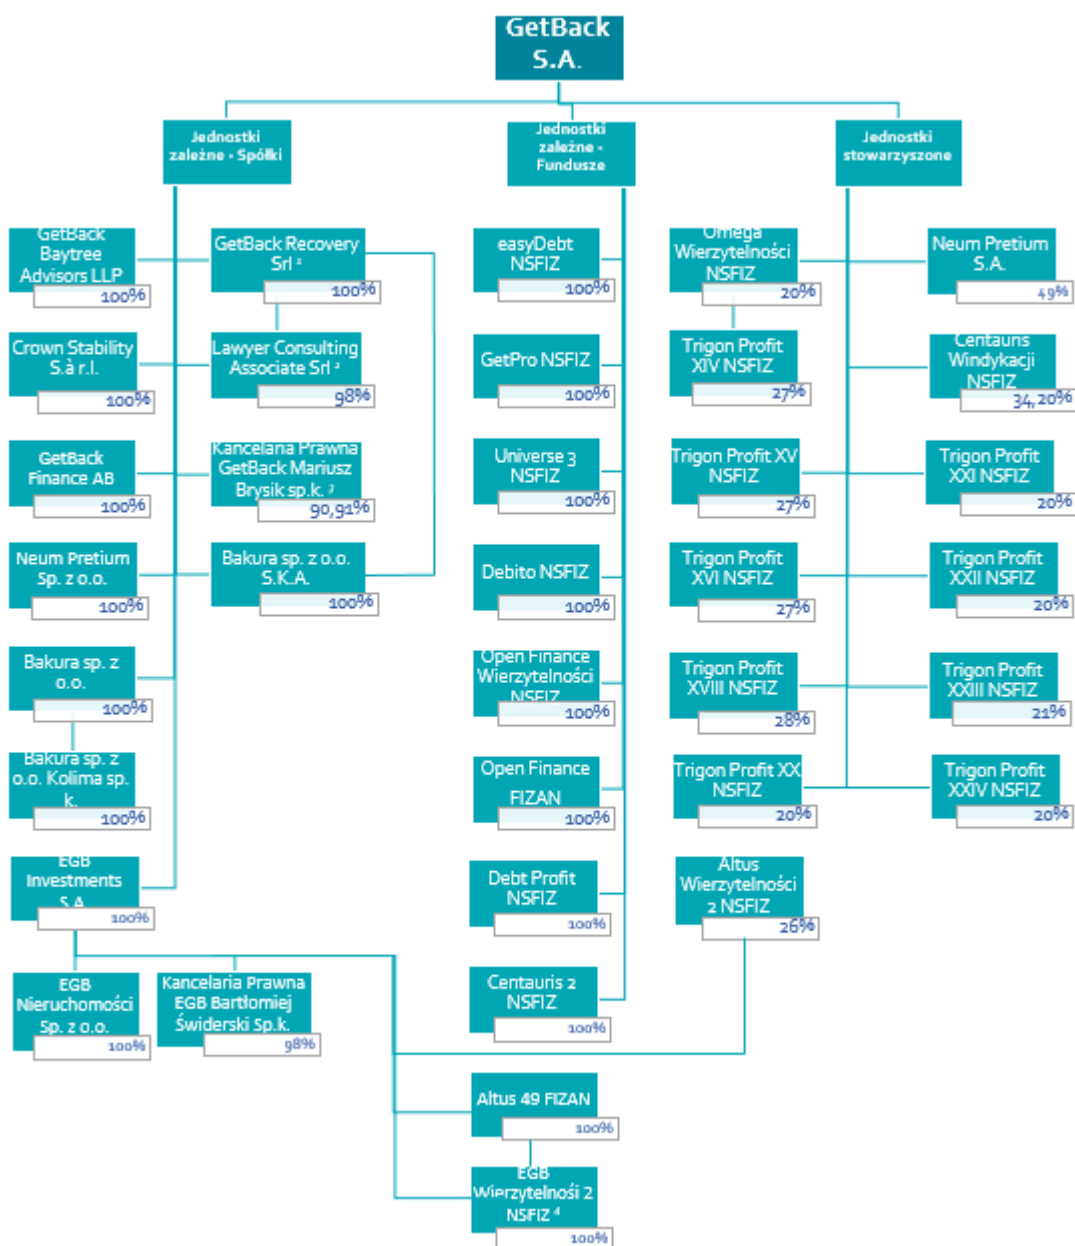 GetBack
S.A.
Jednostki
zależne - Spółki
Jednostki
zależne -
Fundusze
Jednostki
stowarzyszone
GetBack
Baytree
Advisors LLP
100%
GetBack Recovery
Srl ²
100%
Crown Stability
S.à r.l.
100%
Lawyer Consulting
Associate Srl ²
98%
GetBack
Finance AB
100%
Kancelaria Prawna
GetBack Mariusz
Brysik sp.k. ³
90,91%
Neum Pretium
Sp. z o.o.
100%
Bakura sp. z o.o.
S.K.A.
100%
Bakura sp. z
o.o.
100%
Bakura sp. z
o.o. Kolima sp.
k.
100%
EGB
Investments
S.A.
100%
EGB
Nieruchomości
Sp. z o.o.
100%
Kancelaria Prawna
EGB Bartłomiej
Świderski Sp.k.
98%
easyDebt
NSFIZ
100%
GetPro NSFIZ
100%
Universe 3
NSFIZ
100%
Debito NSFIZ
100%
Open Finance
Wierzytelności
NSFIZ
100%
Open Finance
FIZAN
100%
Debt Profit
NSFIZ
100%
Centauris 2
NSFIZ
100%
Altus 49 FIZAN
100%
EGB
Wierzytelnośi 2
NSFIZ ⁴
100%
Omega
Wierzytelności
NSFIZ
20%
Trigon Profit
XIV NSFIZ
27%
Trigon Profit XV
NSFIZ
27%
Trigon Profit
XVI NSFIZ
27%
Trigon Profit
XVIII NSFIZ
28%
Trigon Profit XX
NSFIZ
20%
Altus
Wierzytelności
2 NSFIZ
26%
Neum Pretium
S.A.
49%
Centauris
Windykacji
NSFIZ
34,20%
Trigon Profit
XXI NSFIZ
20%
Trigon Profit
XXII NSFIZ
20%
Trigon Profit
XXIII NSFIZ
21%
Trigon Profit
XXIV NSFIZ
20%